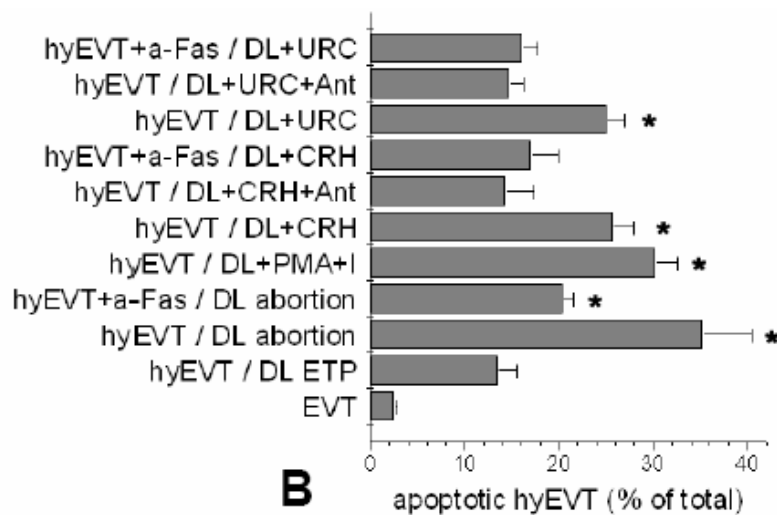 hyEVT+a-Fas / DL+URC
hyEVT / DL+URC+Ant
hyEVT / DL+URC
*
hyEVT+a-Fas / DL+CRH
hyEVT / DL+CRH+Ant
hyEVT / DL+CRH
*
hyEVT / DL+PMA+I
*
hyEVT+a-Fas / DL abortion
*
hyEVT / DL abortion
*
hyEVT / DL ETP
EVT
0 10 20 30 40
B
apoptotic hyEVT (% of total)